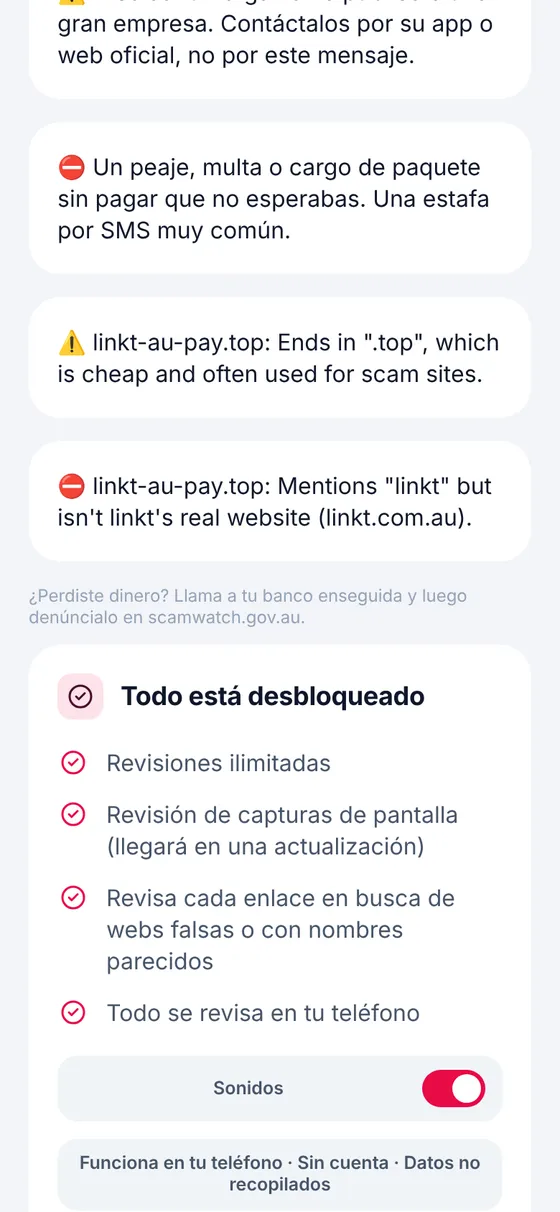 gran empresa. Contáctalos por su app o
web oficial, no por este mensaje.
⛔ Un peaje, multa o cargo de paquete
sin pagar que no esperabas. Una estafa
por SMS muy común.
⚠️ linkt-au-pay.top: Ends in ".top", which
is cheap and often used for scam sites.
⛔ linkt-au-pay.top: Mentions "linkt" but
isn't linkt's real website (linkt.com.au).
¿Perdiste dinero? Llama a tu banco enseguida y luego
denúncialo en scamwatch.gov.au.
Todo está desbloqueado
Revisiones ilimitadas
Revisión de capturas de pantalla
(llegará en una actualización)
Revisa cada enlace en busca de
webs falsas o con nombres
parecidos
Todo se revisa en tu teléfono
Sonidos
Funciona en tu teléfono · Sin cuenta · Datos no
recopilados